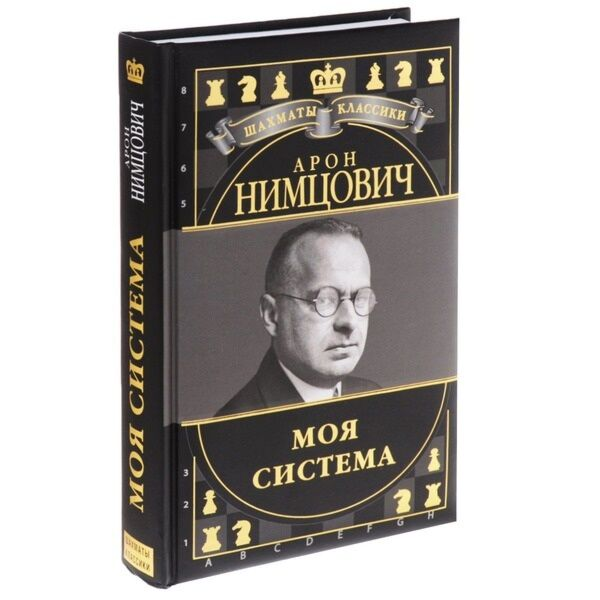 АРОН
НИМЦОВИЧ
МОЯ СИСТЕМА
ШАХМАТЫ
КЛАССИКИ
ШАХМАТЫ КЛАССИКИ
АРОН
НИМЦОВИЧ
МОЯ
СИСТЕМА
8
7
6
5
3
2
1
A B C D E F G H